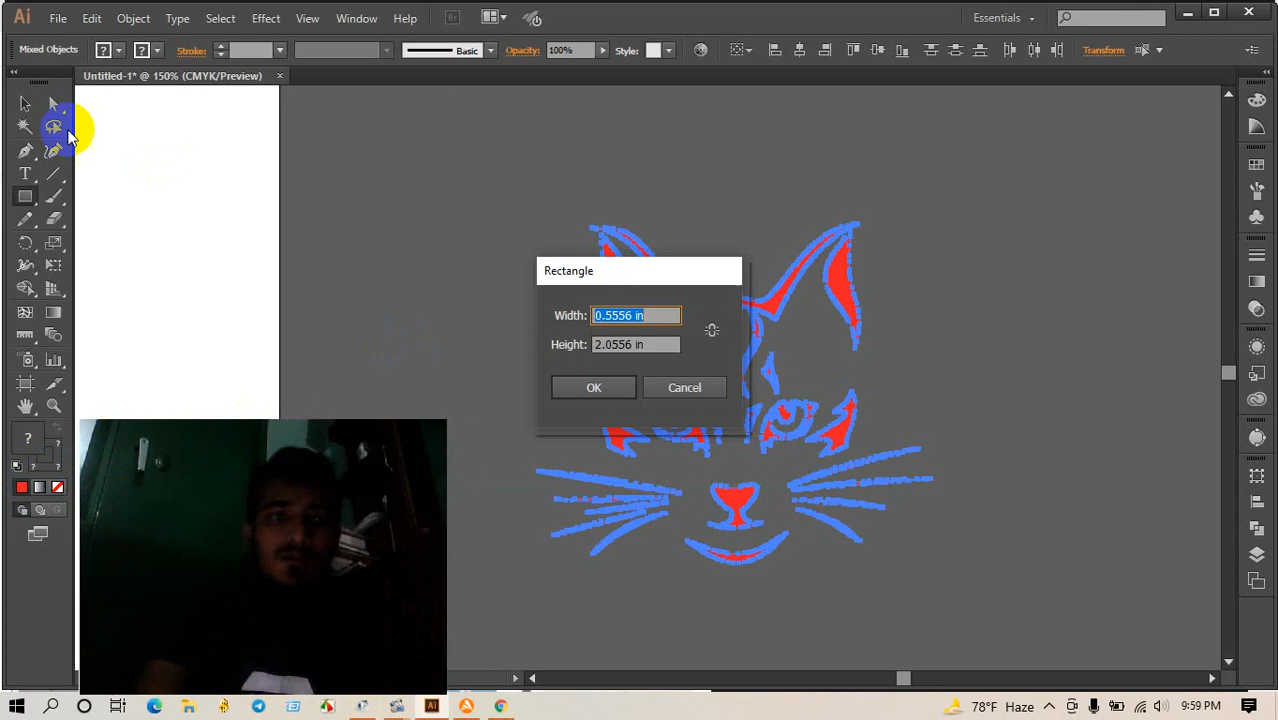 Ai File Edit Object Type Select Effect Window Help Br Essentials
Mixed Objects ? ? Stroke: Basic Opacity: 100% Style: Transform
Untitled-1* @ 150% (CMYK/Preview) ×
T
Rectangle
Width: 0.5556 in
Height: 2.0556 in
OK Cancel
?
?
? ?
Ai 78°F Haze 9:59 PM